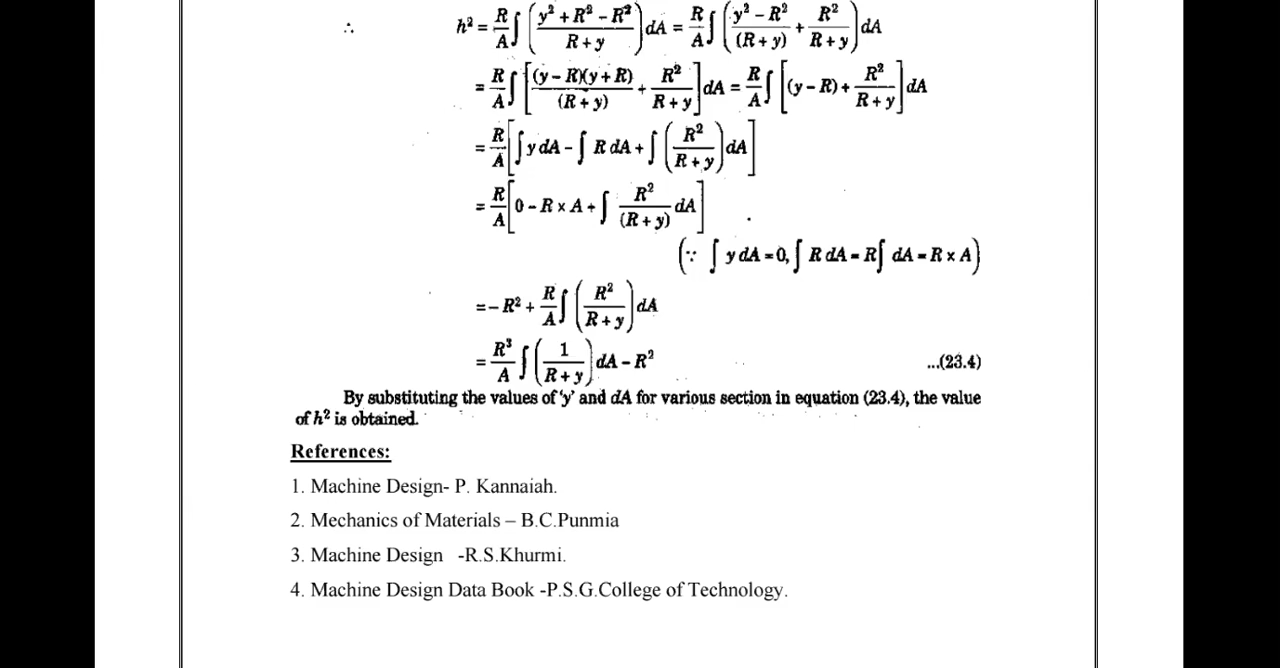 ∴ h² = R/A ∫ ( (y² + R² − R²) / (R + y) ) dA = R/A ∫ ( (y² − R²) / (R + y) + R² / (R + y) ) dA
= R/A ∫ [ (y − R)(y + R) / (R + y) + R² / (R + y) ] dA = R/A ∫ [ (y − R) + R² / (R + y) ] dA
= R/A [ ∫ y dA − ∫ R dA + ∫ ( R² / (R + y) ) dA ]
= R/A [ 0 − R × A + ∫ R² / (R + y) dA ]
(∵ ∫ y dA = 0, ∫ R dA = R ∫ dA = R × A)
= − R² + R/A ∫ ( R² / (R + y) ) dA
= R³/A ∫ ( 1 / (R + y) ) dA − R² ...(23.4)
By substituting the values of 'y' and dA for various section in equation (23.4), the value
of h² is obtained.
References:
1. Machine Design- P. Kannaiah.
2. Mechanics of Materials – B.C.Punmia
3. Machine Design -R.S.Khurmi.
4. Machine Design Data Book -P.S.G.College of Technology.